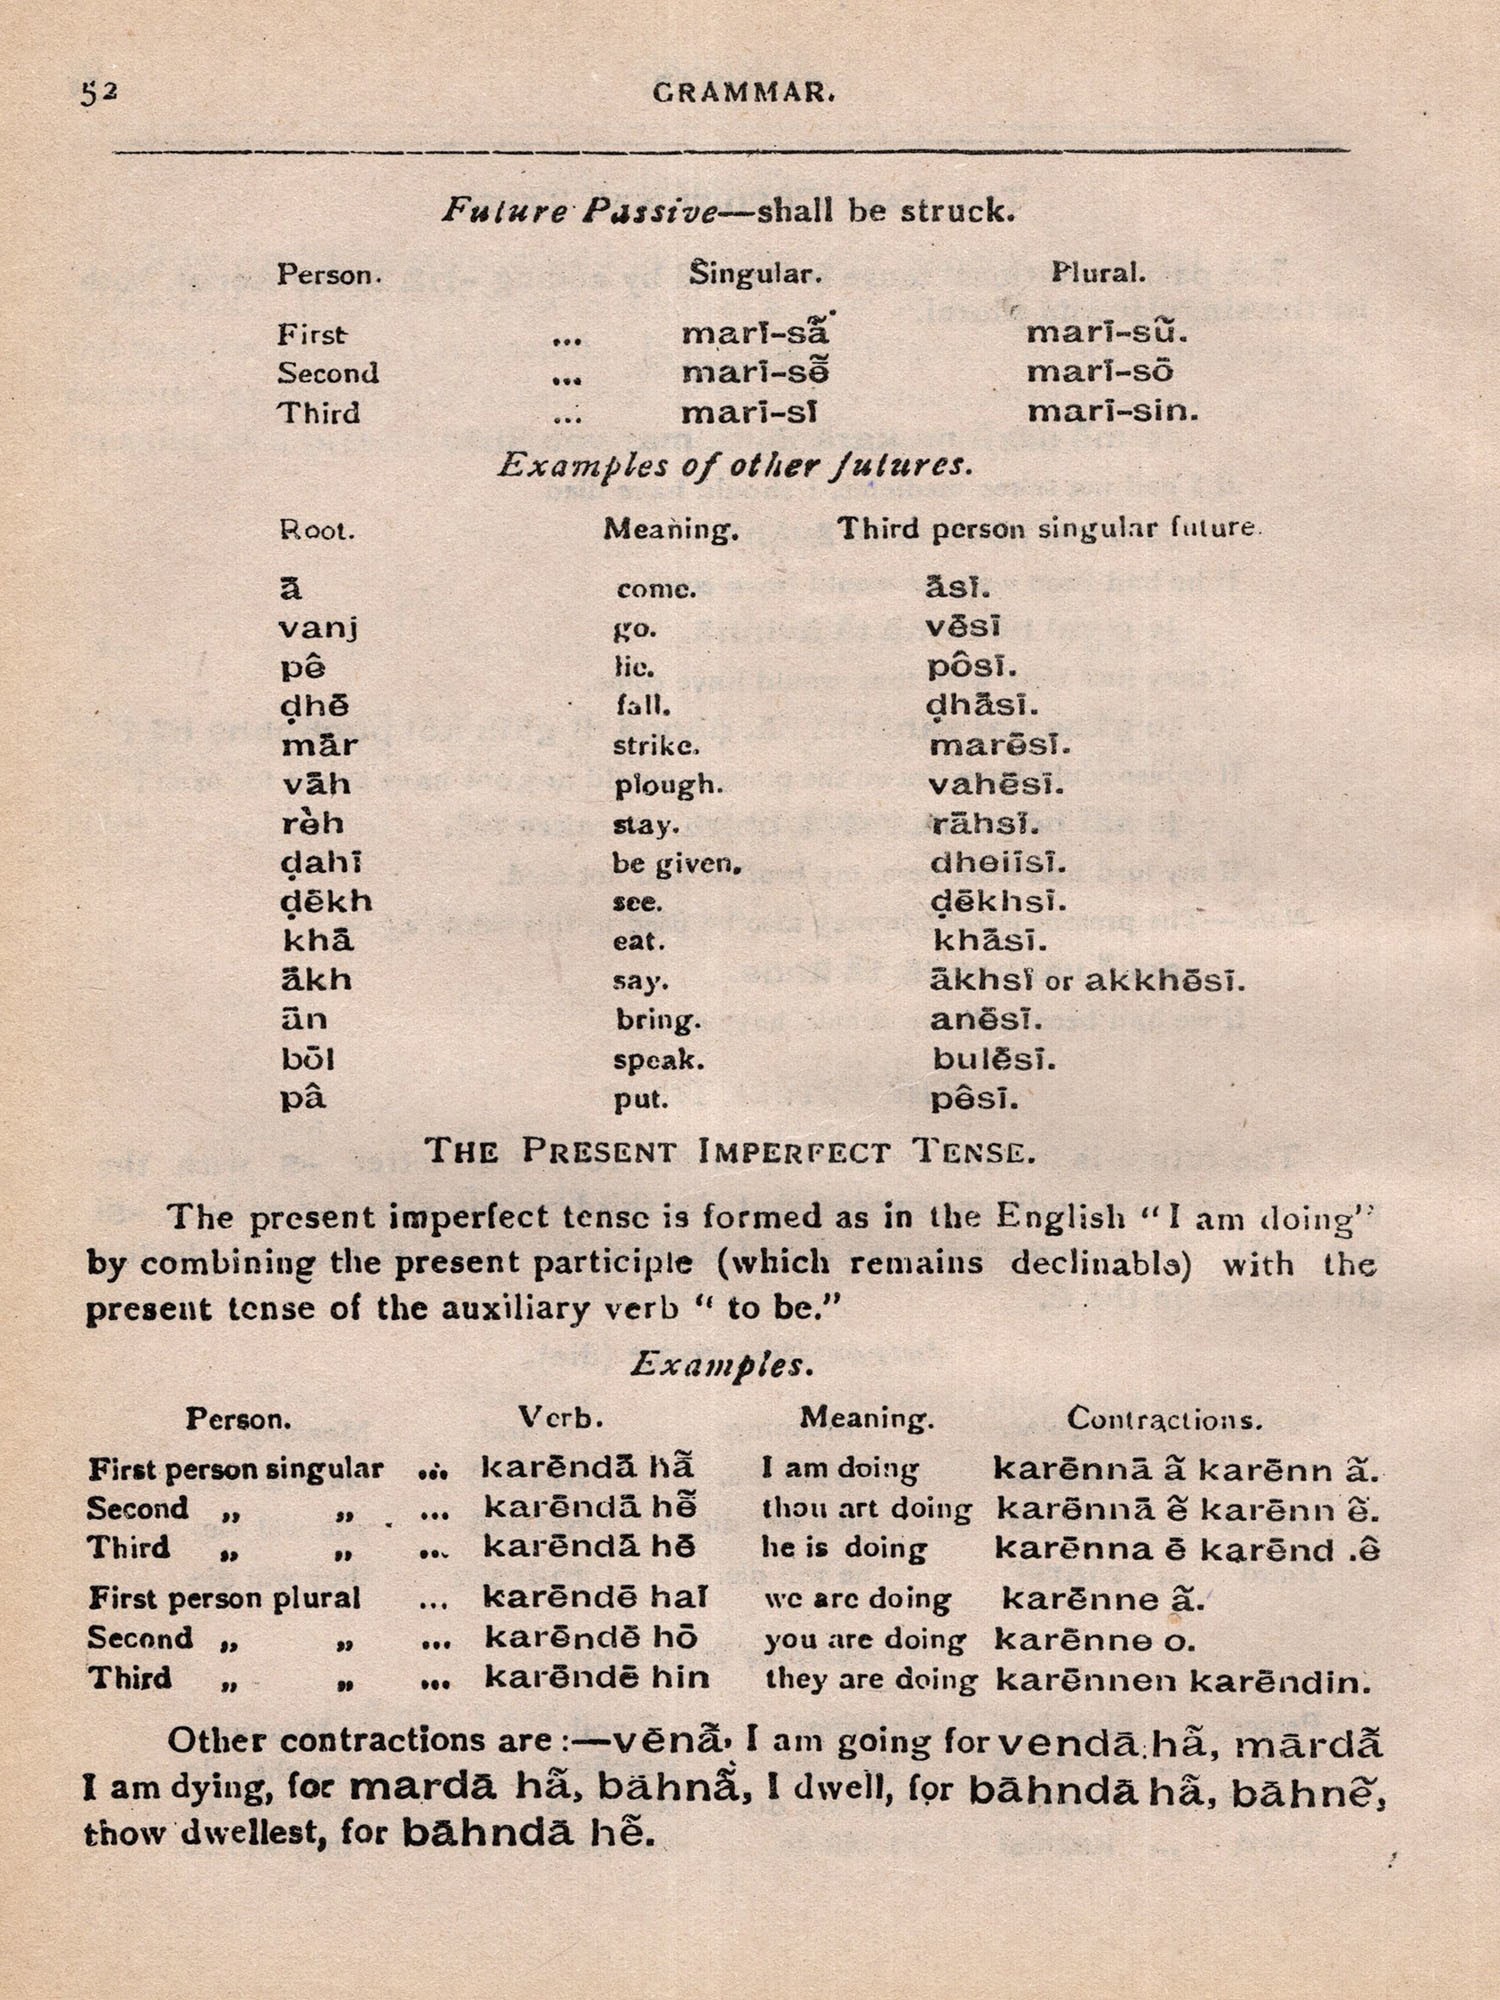 52 GRAMMAR.
Future Passive—shall be struck.
Person. Singular. Plural.
First ... marī-sā̃ marī-sū̃.
Second ... marī-sē̃ marī-sō
Third ... marī-sī marī-sin.
Examples of other futures.
Root. Meaning. Third person singular future.
ā come. āsī.
vanj go. vēsī
pê lie. pôsī.
ḍhē fall. ḍhāsī.
mār strike. marēsī.
vāh plough. vahēsī.
rèh stay. rāhsī.
ḍahī be given. dheiīsī.
ḍēkh see. ḍēkhsī.
khā eat. khāsī.
ākh say. ākhsī or akkhēsī.
ān bring. anēsī.
bōl speak. bulēsī.
pâ put. pêsī.
THE PRESENT IMPERFECT TENSE.
The present imperfect tense is formed as in the English “I am doing”
by combining the present participle (which remains declinable) with the
present tense of the auxiliary verb “ to be.”
Examples.
Person. Verb. Meaning. Contractions.
First person singular ... karēndā hā̃ I am doing karēnnā ā̃ karēnn ā̃.
Second „ „ ... karēndā hē̃ thou art doing karēnnā ē̃ karēnn ē̃.
Third „ „ ... karēndā hē he is doing karēnna ē karēnd .ê
First person plural ... karēndē haī we are doing karēnne ā̃.
Second „ „ ... karēndē hō you are doing karēnne o.
Third „ „ ... karēndē hin they are doing karēnnen karēndin.
Other contractions are :—vēnā̃, I am going for vendā hā̃, mārdā̃
I am dying, for mardā hā̃, bāhnā̃, I dwell, for bāhndā hā̃, bāhnē̃,
thow dwellest, for bāhndā hē̃.